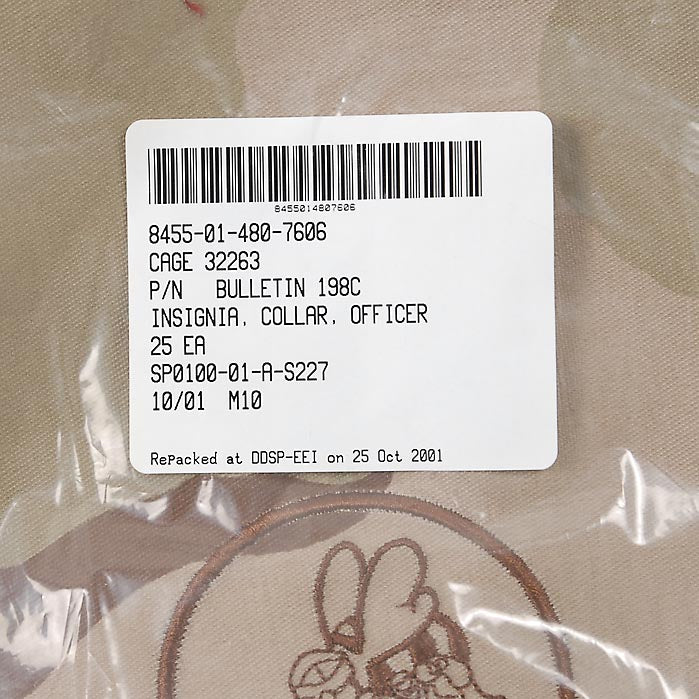 8455014807606
8455-01-480-7606
CAGE 32263
P/N BULLETIN 198C
INSIGNIA, COLLAR, OFFICER
25 EA
SP0100-01-A-S227
10/01 M10
RePacked at DDSP-EEI on 25 Oct 2001